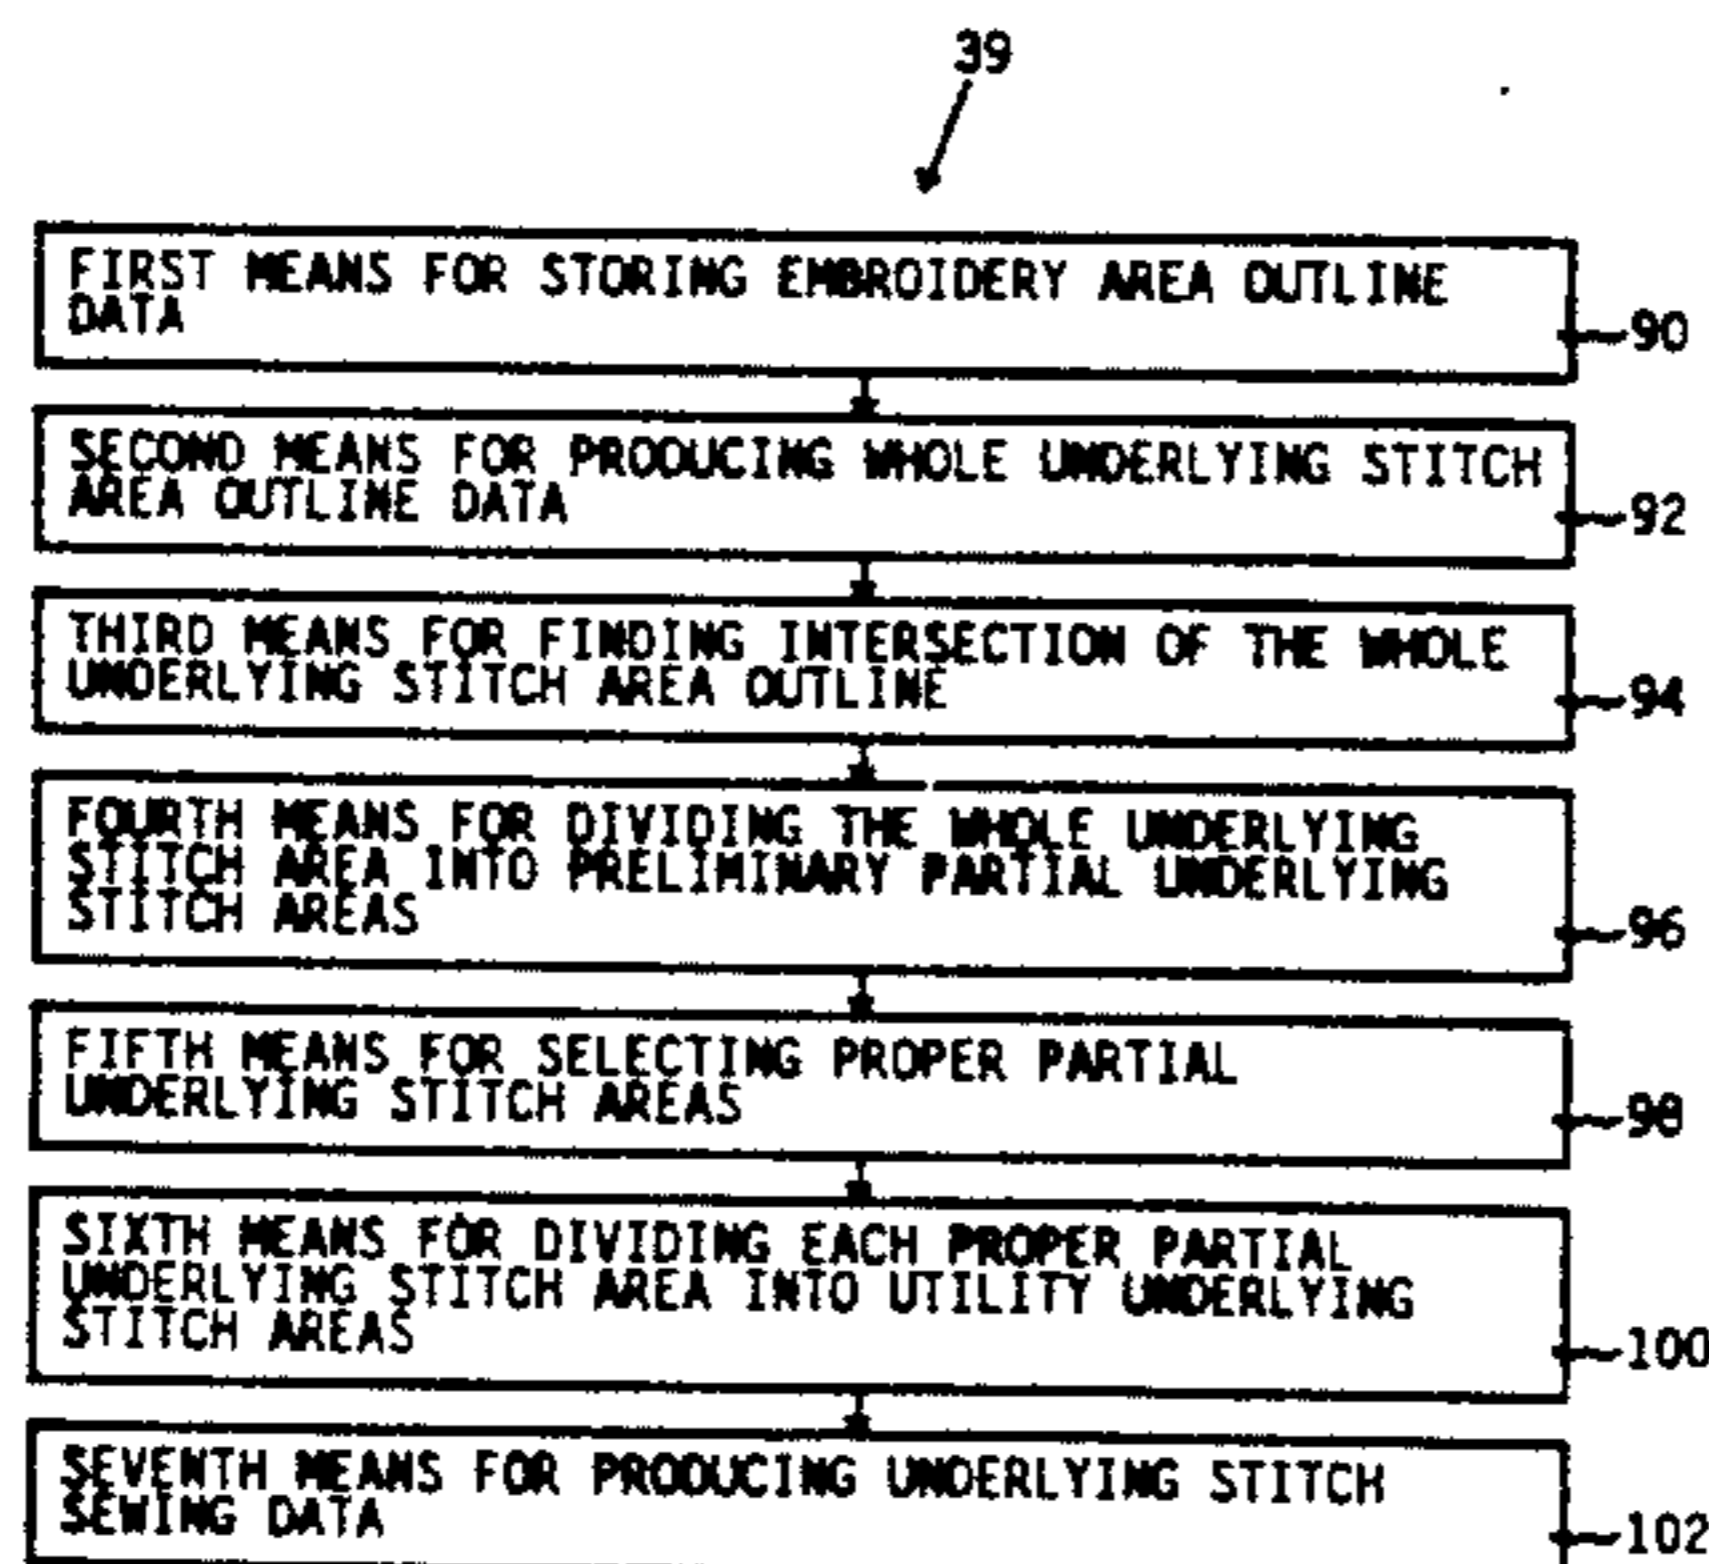 39
FIRST MEANS FOR STORING EMBROIDERY AREA OUTLINE
DATA
90
SECOND MEANS FOR PRODUCING WHOLE UNDERLYING STITCH
AREA OUTLINE DATA
92
THIRD MEANS FOR FINDING INTERSECTION OF THE WHOLE
UNDERLYING STITCH AREA OUTLINE
94
FOURTH MEANS FOR DIVIDING THE WHOLE UNDERLYING
STITCH AREA INTO PRELIMINARY PARTIAL UNDERLYING
STITCH AREAS
96
FIFTH MEANS FOR SELECTING PROPER PARTIAL
UNDERLYING STITCH AREAS
98
SIXTH MEANS FOR DIVIDING EACH PROPER PARTIAL
UNDERLYING STITCH AREA INTO UTILITY UNDERLYING
STITCH AREAS
100
SEVENTH MEANS FOR PRODUCING UNDERLYING STITCH
SEWING DATA
102